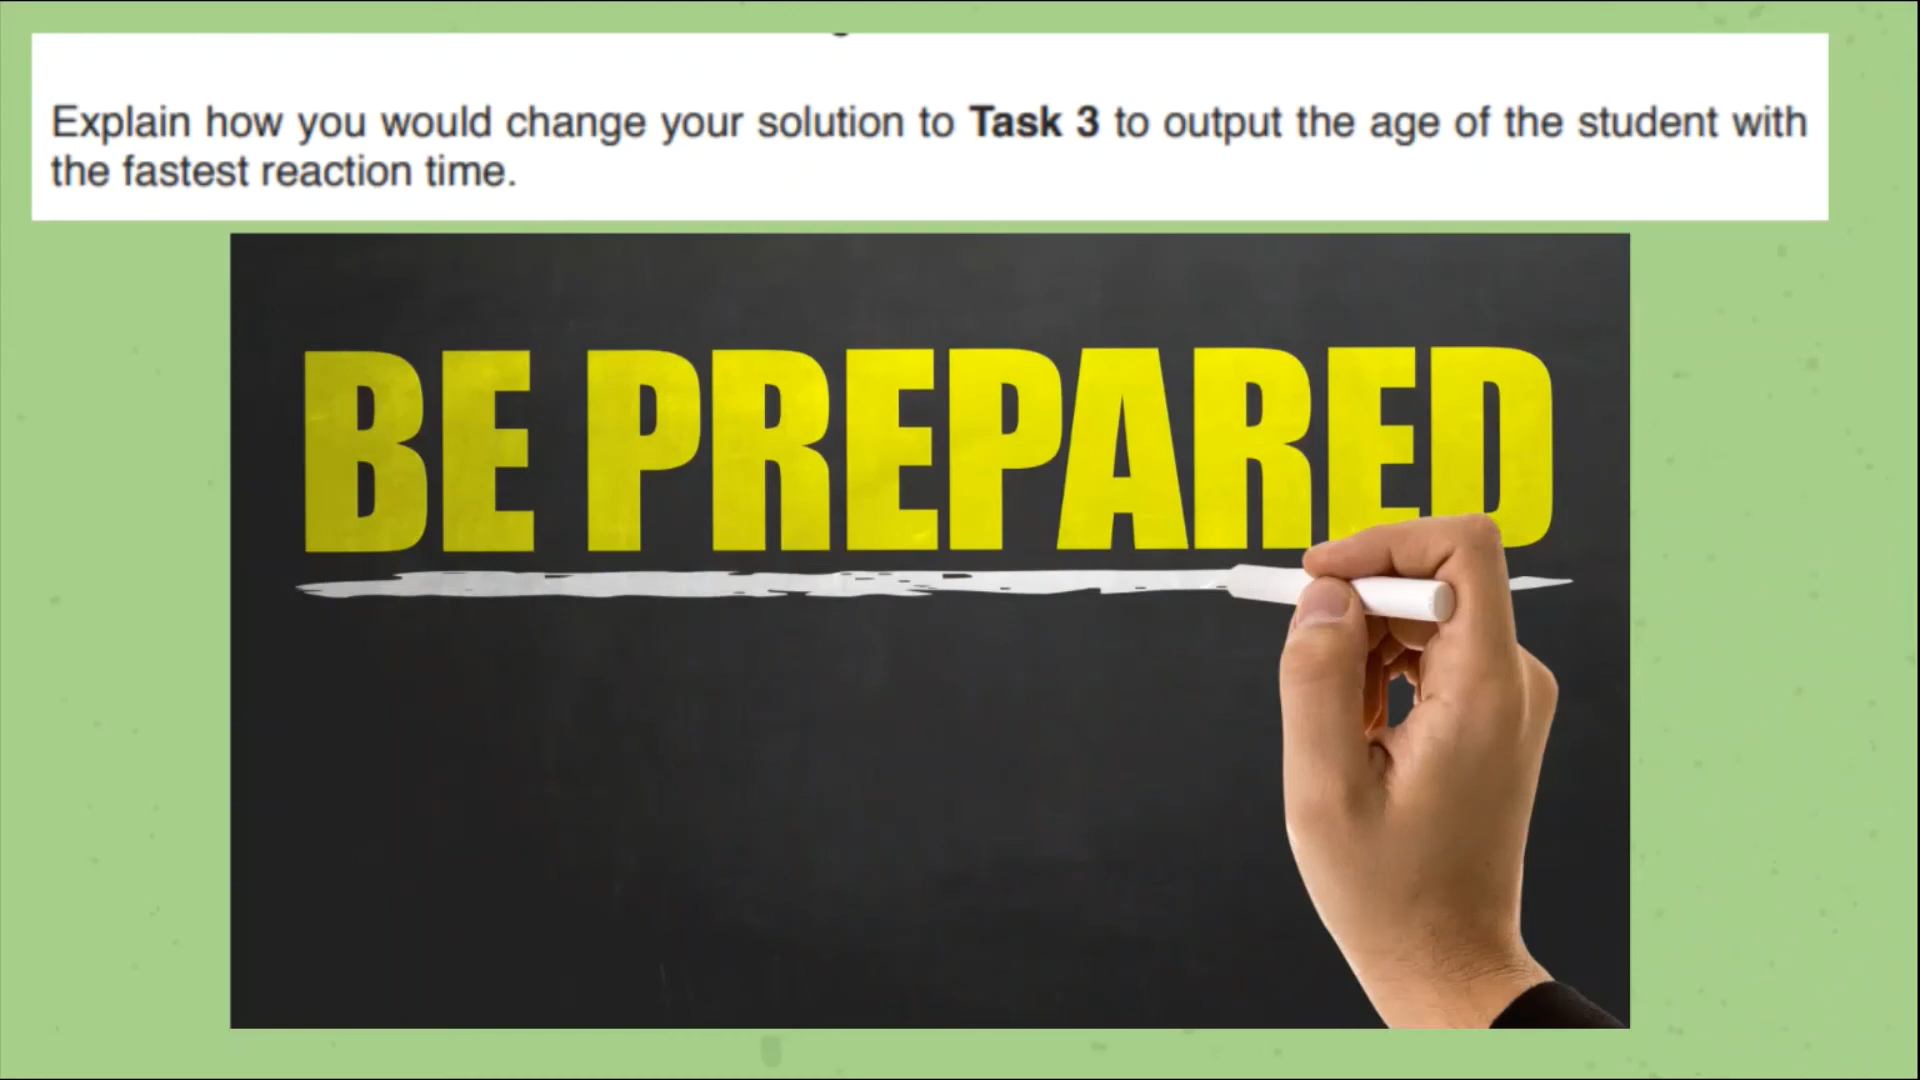 Explain how you would change your solution to Task 3 to output the age of the student with
the fastest reaction time.
BE PREPARED